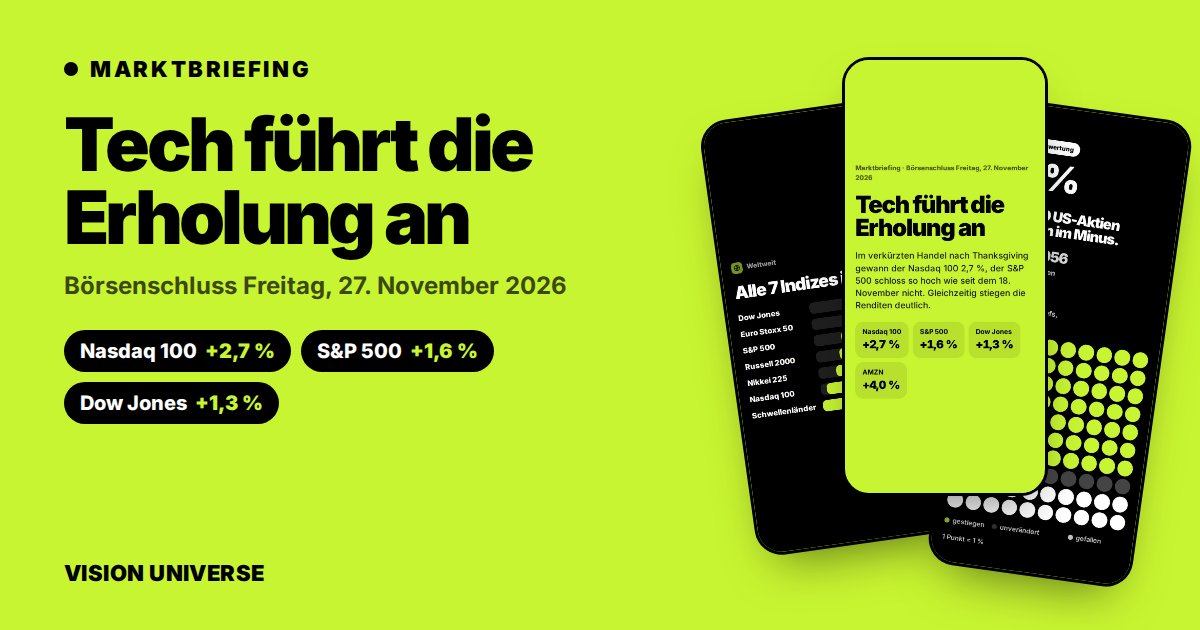 MARKTBRIEFING
Tech führt die
Erholung an
Börsenschluss Freitag, 27. November 2026
Nasdaq 100 +2,7 %
S&P 500 +1,6 %
Dow Jones +1,3 %
VISION UNIVERSE
Weltweit
Alle 7 Indizes
Dow Jones
Euro Stoxx 50
S&P 500
Russell 2000
Nikkei 225
Nasdaq 100
Schwellenländer
Marktbriefing · Börsenschluss Freitag, 27. November
2026
Tech führt die
Erholung an
Im verkürzten Handel nach Thanksgiving
gewann der Nasdaq 100 2,7 %, der S&P
500 schloss so hoch wie seit dem 18.
November nicht. Gleichzeitig stiegen die
Renditen deutlich.
Nasdaq 100
+2,7 %
S&P 500
+1,6 %
Dow Jones
+1,3 %
AMZN
+4,0 %
%
US-Aktien
im Minus.
gestiegen
unverändert
gefallen
1 Punkt = 1 %